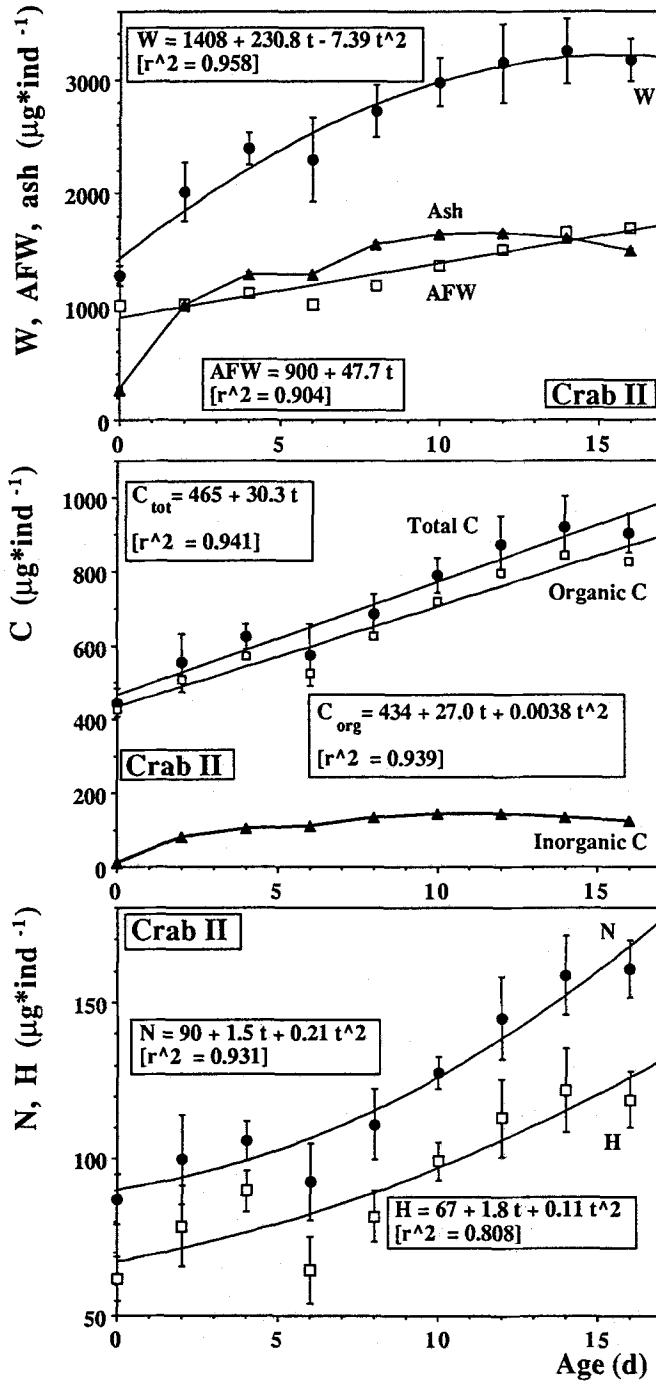 W, AFW, ash (µg*ind -1)
3000
2000
1000
0
W = 1408 + 230.8 t - 7.39 t^2
[r^2 = 0.958]
W
Ash
AFW
AFW = 900 + 47.7 t
[r^2 = 0.904]
Crab II
0 5 10 15
C (µg*ind -1)
1000
800
600
400
200
0
C tot = 465 + 30.3 t
[r^2 = 0.941]
Total C
Organic C
C org = 434 + 27.0 t + 0.0038 t^2
[r^2 = 0.939]
Crab II
Inorganic C
0 5 10 15
N, H (µg*ind -1)
150
100
50
Crab II
N
N = 90 + 1.5 t + 0.21 t^2
[r^2 = 0.931]
H
H = 67 + 1.8 t + 0.11 t^2
[r^2 = 0.808]
0 5 10 15
Age (d)